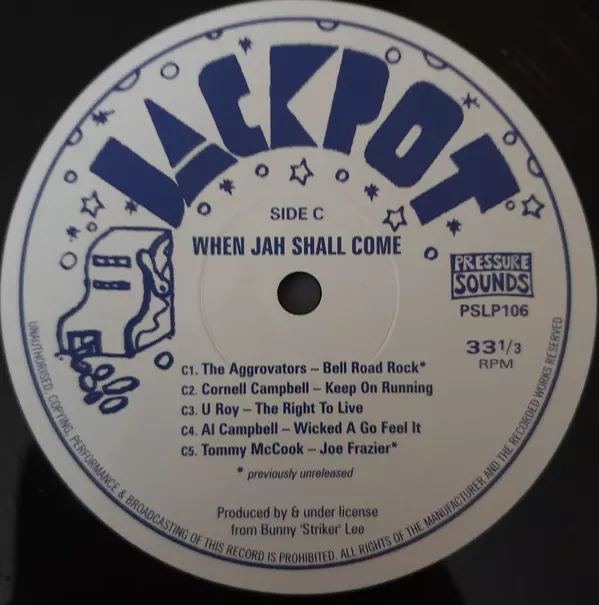 JACKPOT
SIDE C
WHEN JAH SHALL COME
PRESSURE
SOUNDS
PSLP106
33 1/3
RPM
C1. The Aggrovators – Bell Road Rock*
C2. Cornell Campbell – Keep On Running
C3. U Roy – The Right To Live
C4. Al Campbell – Wicked A Go Feel It
C5. Tommy McCook – Joe Frazier*
* previously unreleased
Produced by & under license
from Bunny 'Striker' Lee
UNAUTHORISED. COPYING, PERFORMANCE & BROADCASTING OF THIS RECORD IS PROHIBITED. ALL RIGHTS OF THE MANUFACTURER AND THE RECORDED WORKS RESERVED